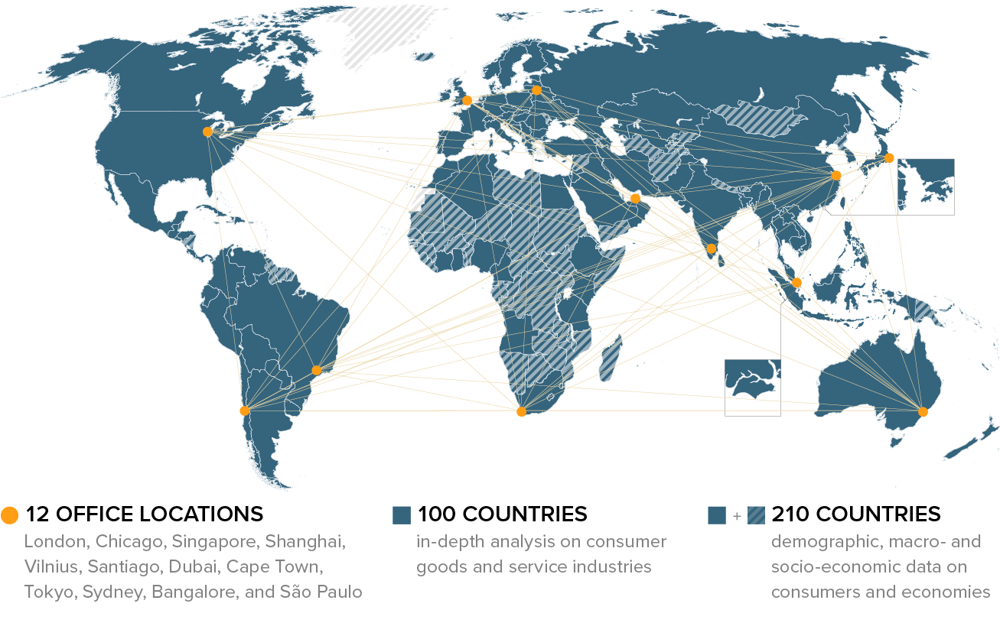 12 OFFICE LOCATIONS
London, Chicago, Singapore, Shanghai,
Vilnius, Santiago, Dubai, Cape Town,
Tokyo, Sydney, Bangalore, and São Paulo
100 COUNTRIES
in-depth analysis on consumer
goods and service industries
+ 210 COUNTRIES
demographic, macro- and
socio-economic data on
consumers and economies